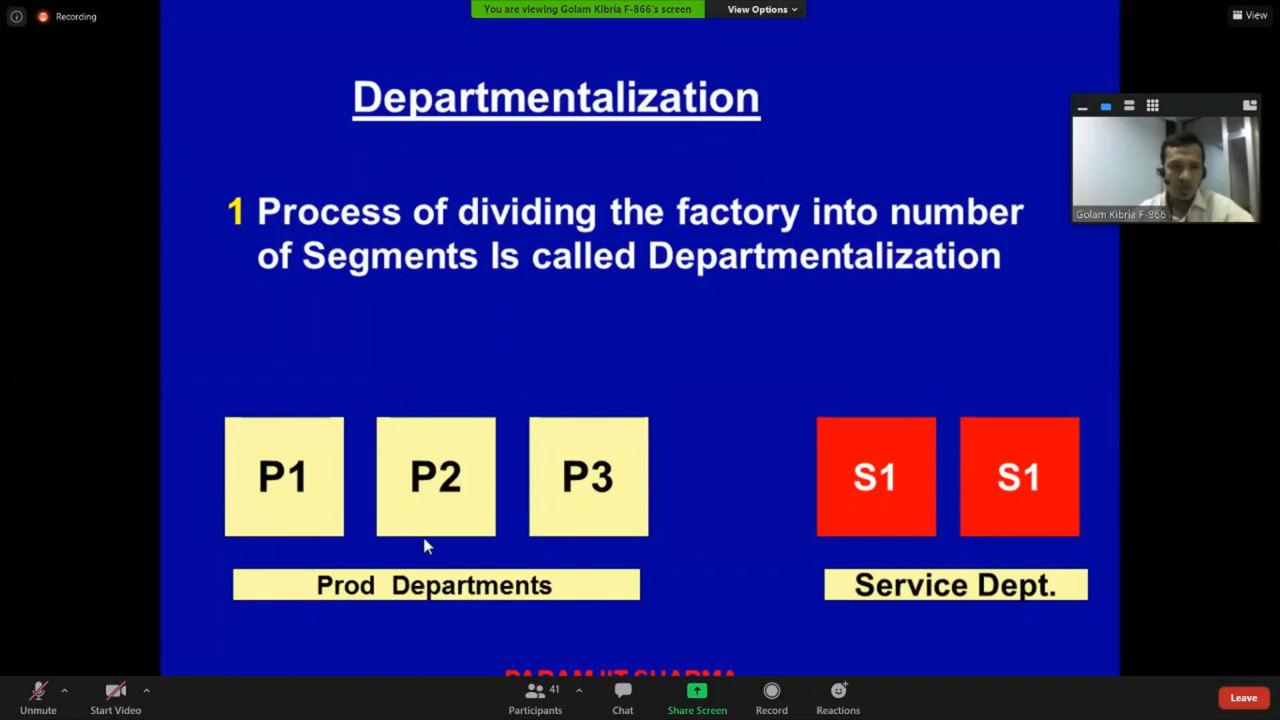 Recording
You are viewing Golam Kibria F-866's screen
View Options
View
Departmentalization
Golam Kibria F-866
1 Process of dividing the factory into number
of Segments Is called Departmentalization
P1 P2 P3 S1 S1
Prod Departments
Service Dept.
PARAMJIT SHARMA
Unmute
Start Video
41
Participants
Chat
Share Screen
Record
Reactions
Leave